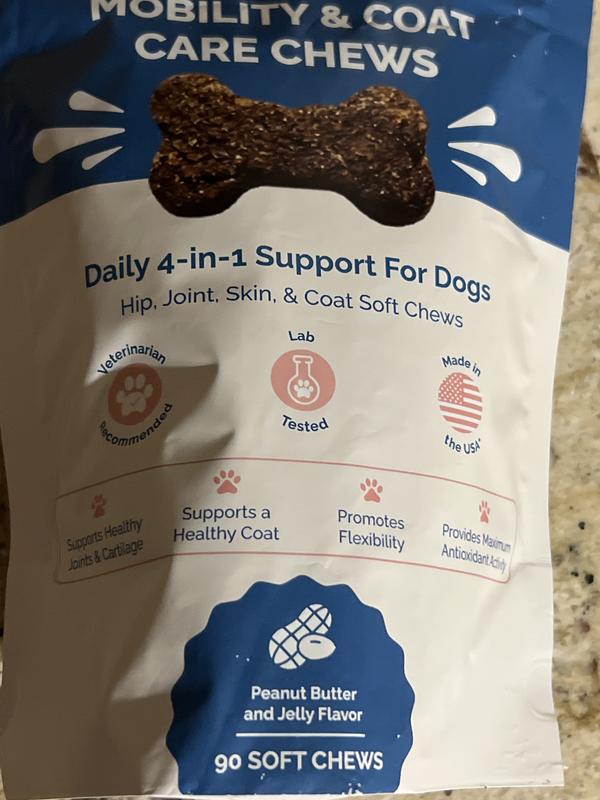 MOBILITY & COAT
CARE CHEWS
Daily 4-in-1 Support For Dogs
Hip, Joint, Skin, & Coat Soft Chews
Veterinarian
Recommended
Lab
Tested
Made in
the USA*
Supports Healthy
Joints & Cartilage
Supports a
Healthy Coat
Promotes
Flexibility
Provides Maximum
Antioxidant Activity
Peanut Butter
and Jelly Flavor
90 SOFT CHEWS